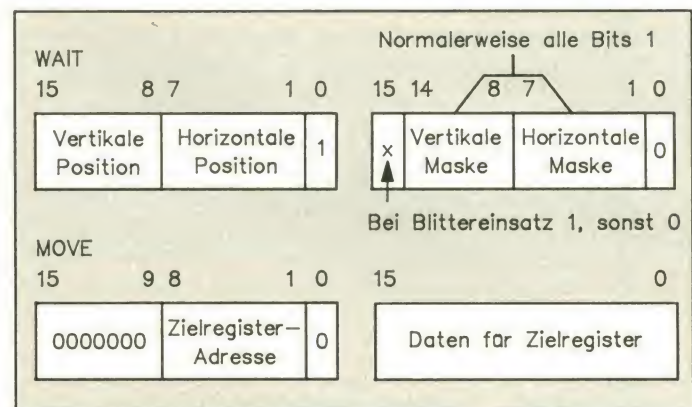 Normalerweise alle Bits 1
WAIT
15 8 7 1 0 15 14 8 7 1 0
Vertikale Position Horizontale Position 1 x Vertikale Maske Horizontale Maske 0
Bei Blittereinsatz 1, sonst 0
MOVE
15 9 8 1 0 15 0
0000000 Zielregister-Adresse 0 Daten für Zielregister